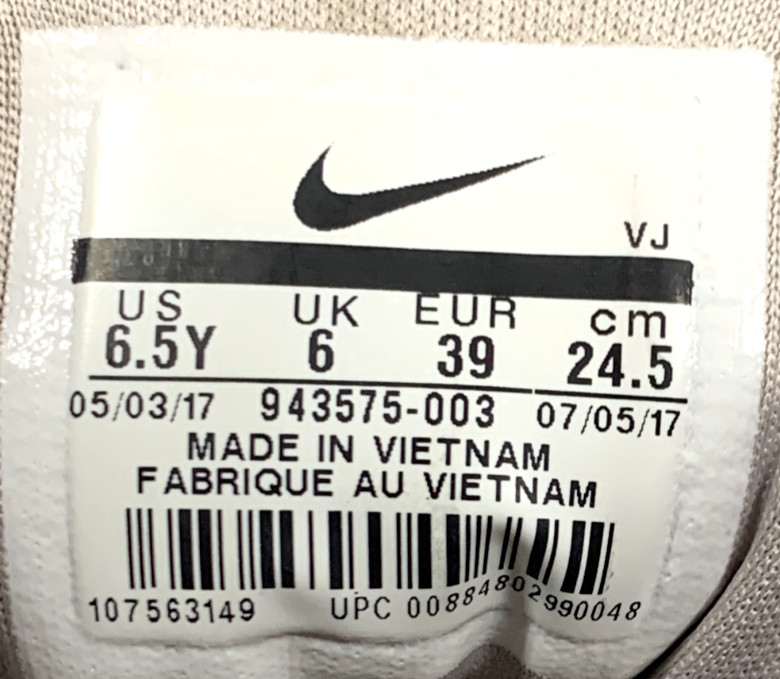 VJ
US UK EUR cm
6.5Y 6 39 24.5
05/03/17 943575-003 07/05/17
MADE IN VIETNAM
FABRIQUE AU VIETNAM
107563149 UPC 00884802990048